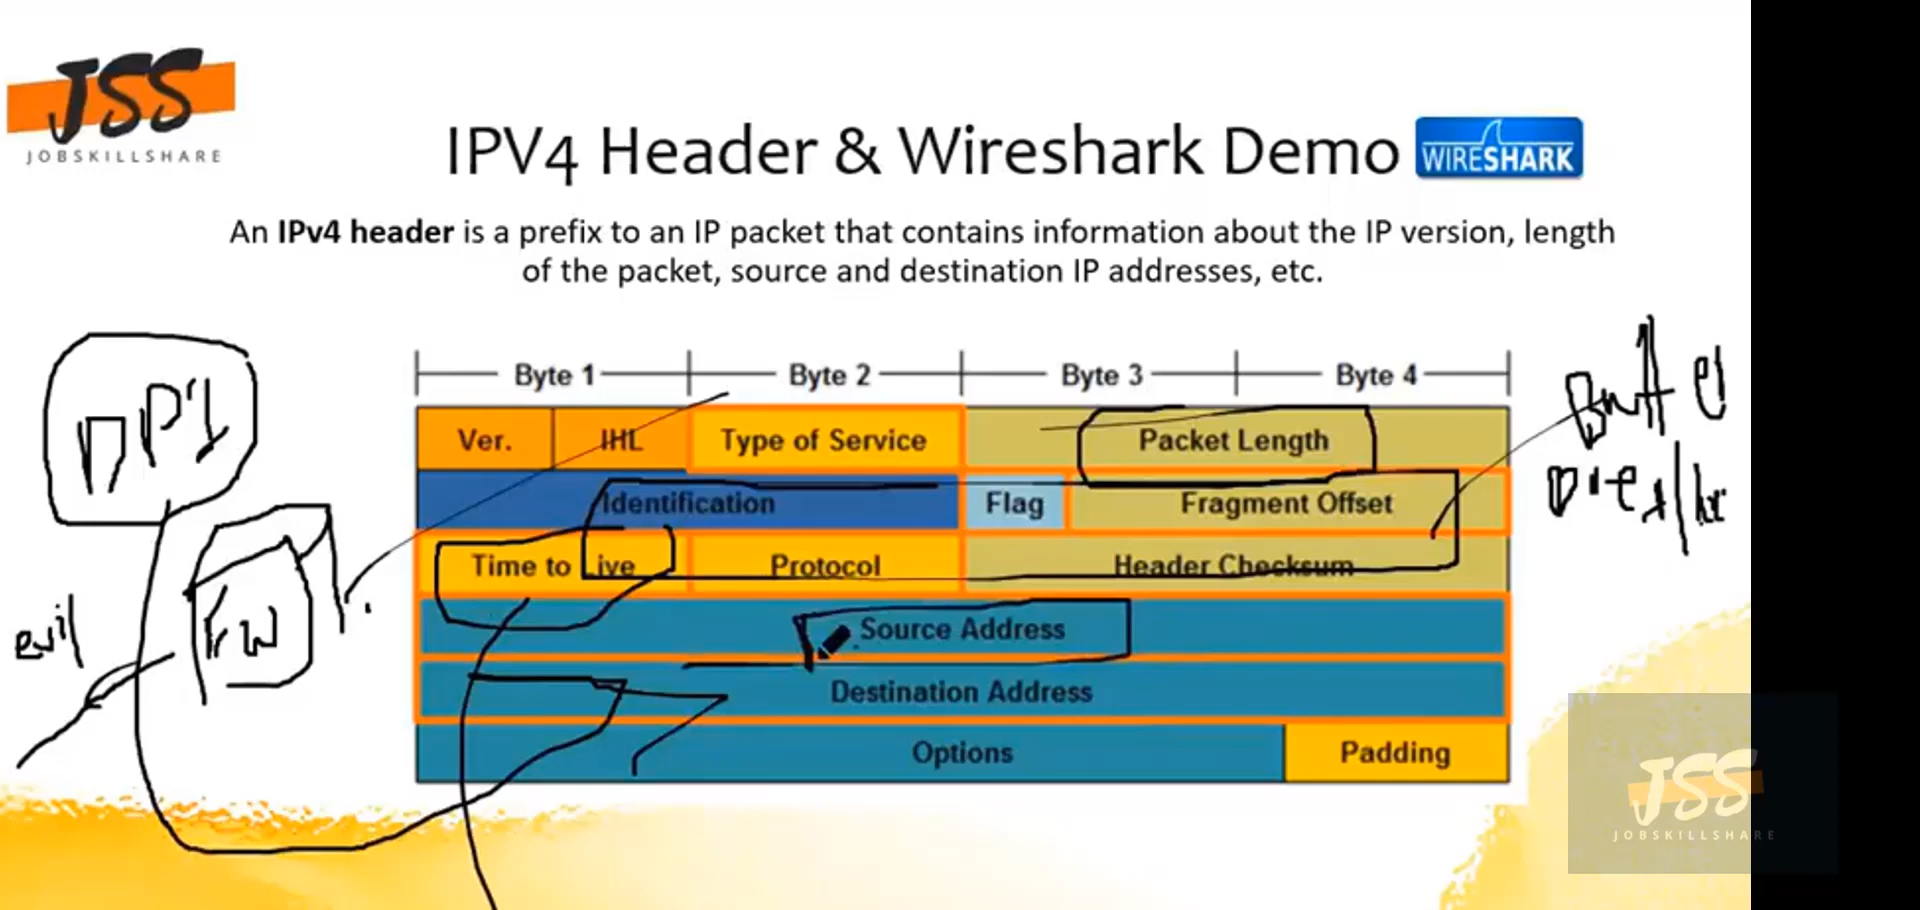 JSS
JOBSKILLSHARE
IPV4 Header & Wireshark Demo
WIRESHARK
An IPv4 header is a prefix to an IP packet that contains information about the IP version, length
of the packet, source and destination IP addresses, etc.
Byte 1 Byte 2 Byte 3 Byte 4
Ver. IHL Type of Service Packet Length
Identification Flag Fragment Offset
Time to Live Protocol Header Checksum
Source Address
Destination Address
Options Padding
DPI
FW
evil
JSS
JOBSKILLSHARE